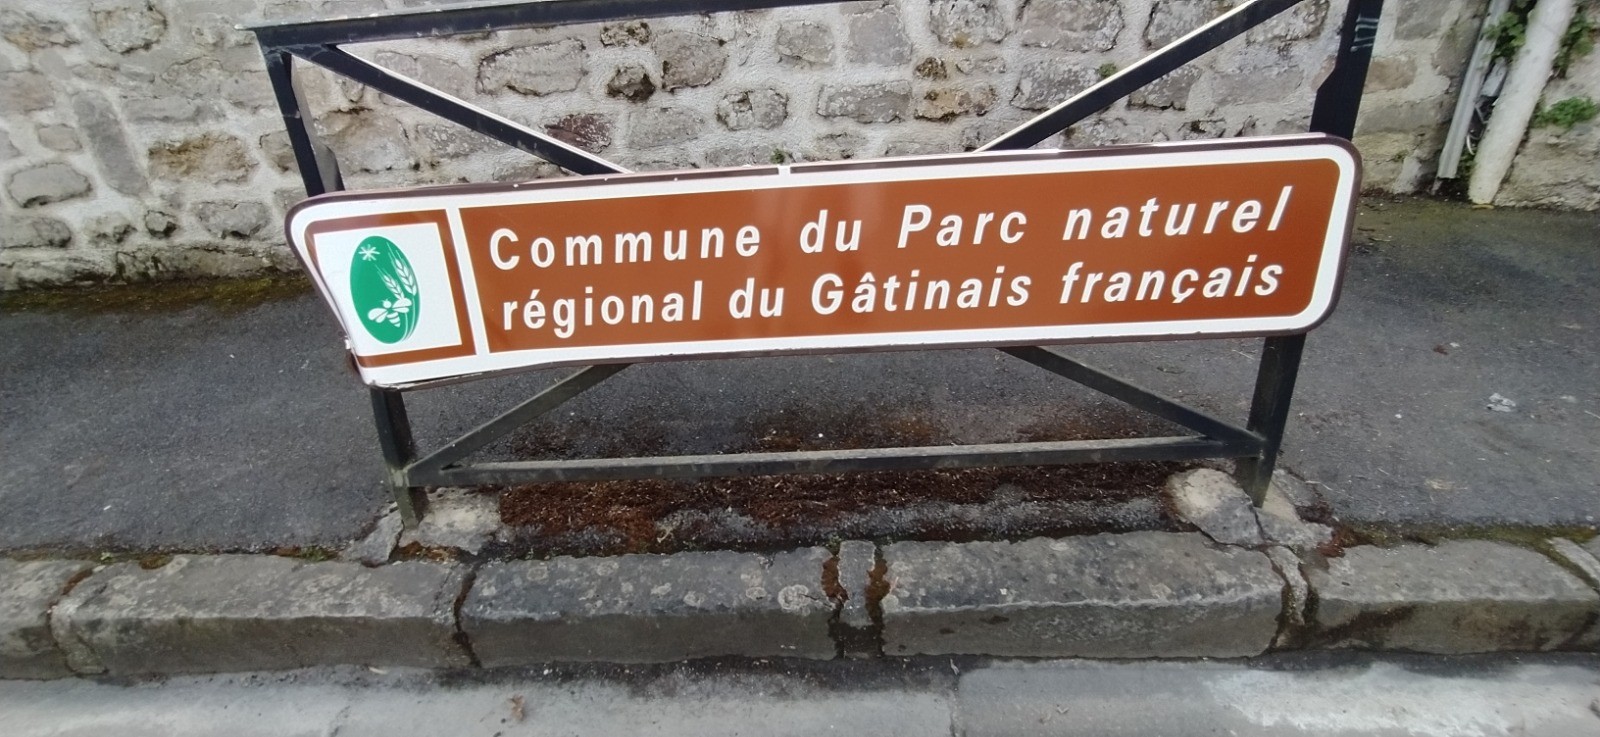 Commune du Parc naturel
régional du Gâtinais français